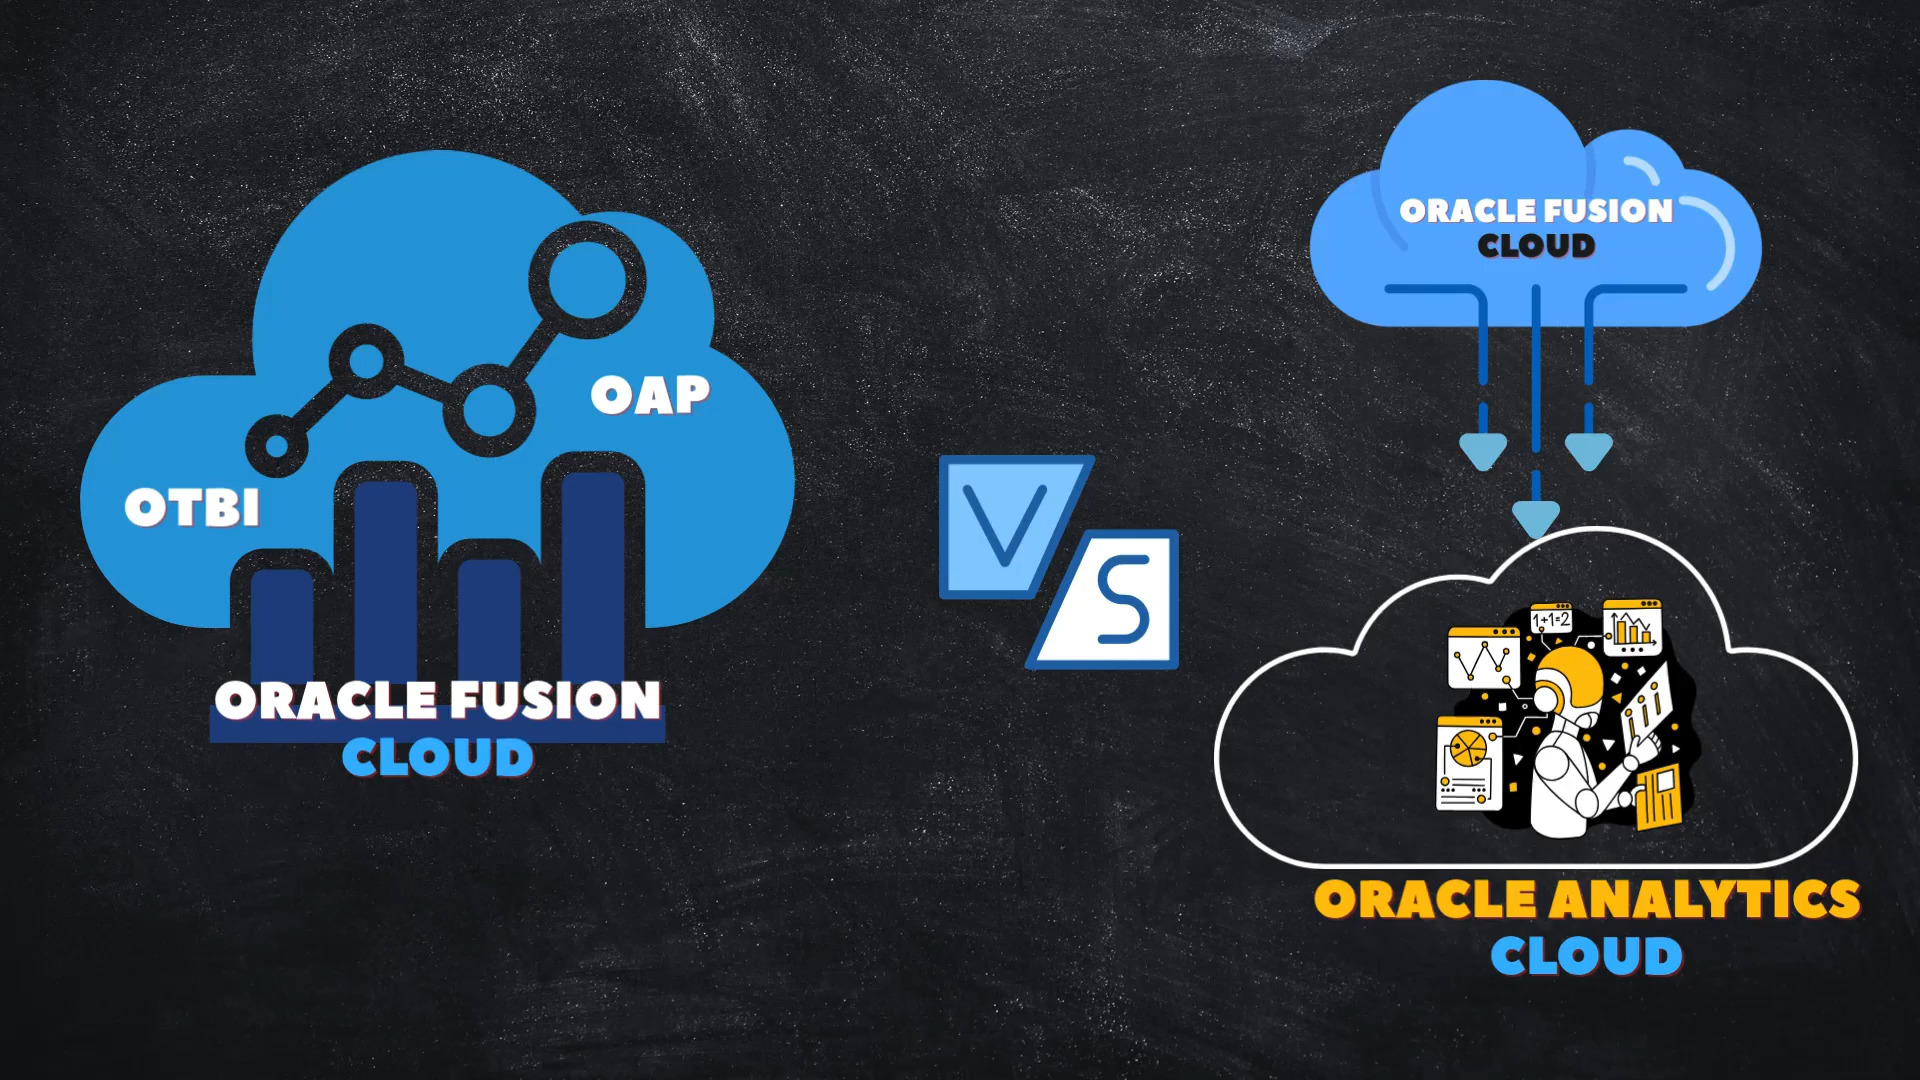 OAP
OTBI
ORACLE FUSION
CLOUD
V
S
ORACLE FUSION
CLOUD
1+1=2
ORACLE ANALYTICS
CLOUD